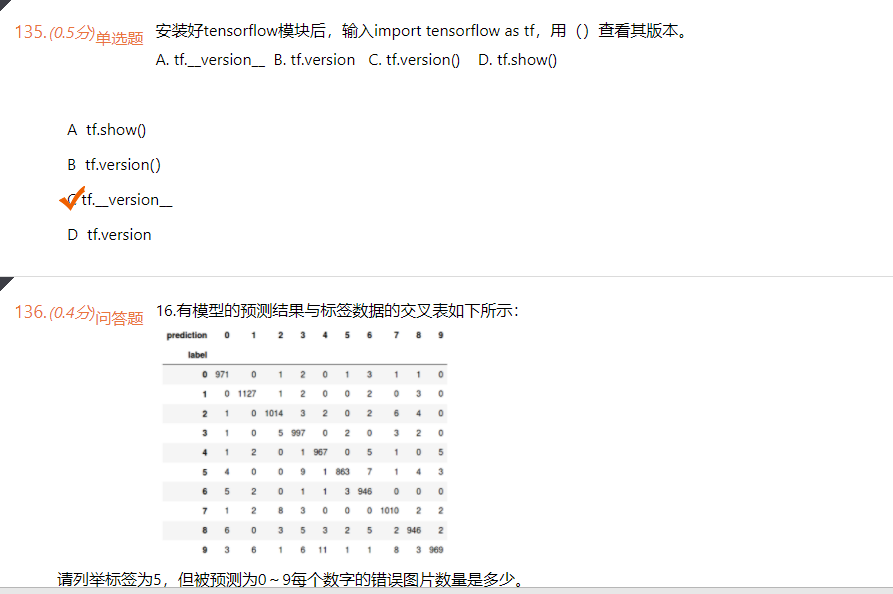 135.(0.5分)单选题 安装好tensorflow模块后，输入import tensorflow as tf，用（）查看其版本。
A. tf.__version__ B. tf.version C. tf.version() D. tf.show()
A tf.show()
B tf.version()
C tf.__version__
D tf.version
136.(0.4分)问答题 16.有模型的预测结果与标签数据的交叉表如下所示：
prediction 0 1 2 3 4 5 6 7 8 9
label
0 971 0 1 2 0 1 3 1 1 0
1 0 1127 1 2 0 0 2 0 3 0
2 1 0 1014 3 2 0 2 6 4 0
3 1 0 5 997 0 2 0 3 2 0
4 1 2 0 1 967 0 5 1 0 5
5 4 0 0 9 1 863 7 1 4 3
6 5 2 0 1 1 3 946 0 0 0
7 1 2 8 3 0 0 0 1010 2 2
8 6 0 3 5 3 2 5 2 946 2
9 3 6 1 6 11 1 1 8 3 969
请列举标签为5，但被预测为0～9每个数字的错误图片数量是多少。